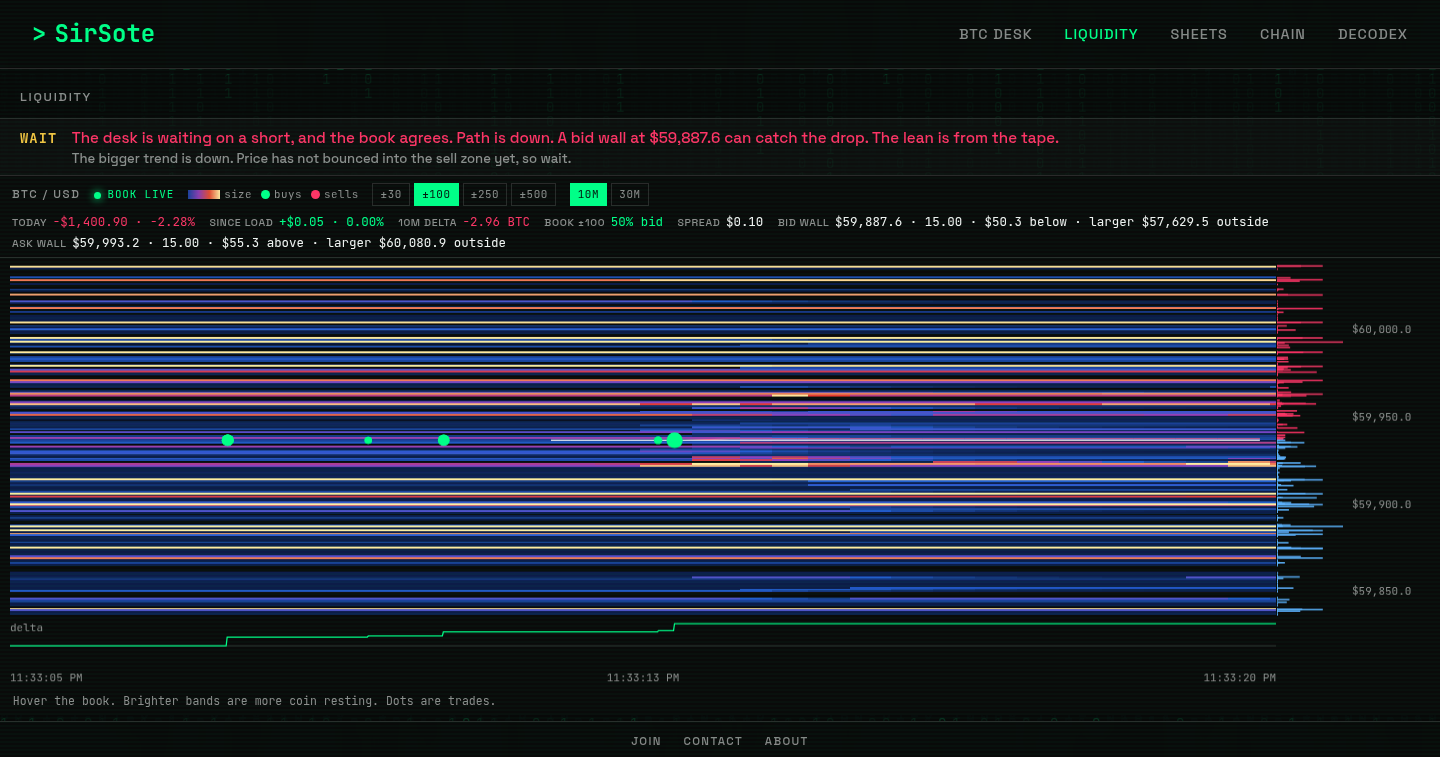 > SirSote
BTC DESK LIQUIDITY SHEETS CHAIN DECODEX
LIQUIDITY
WAIT The desk is waiting on a short, and the book agrees. Path is down. A bid wall at $59,887.6 can catch the drop. The lean is from the tape.
The bigger trend is down. Price has not bounced into the sell zone yet, so wait.
BTC / USD BOOK LIVE size buys sells ±30 ±100 ±250 ±500 10M 30M
TODAY -$1,400.90 · -2.28% SINCE LOAD +$0.05 · 0.00% 10M DELTA -2.96 BTC BOOK ±100 50% bid SPREAD $0.10 BID WALL $59,887.6 · 15.00 · $50.3 below · larger $57,629.5 outside
ASK WALL $59,993.2 · 15.00 · $55.3 above · larger $60,080.9 outside
$60,000.0
$59,950.0
$59,900.0
$59,850.0
delta
11:33:05 PM 11:33:13 PM 11:33:20 PM
Hover the book. Brighter bands are more coin resting. Dots are trades.
JOIN CONTACT ABOUT